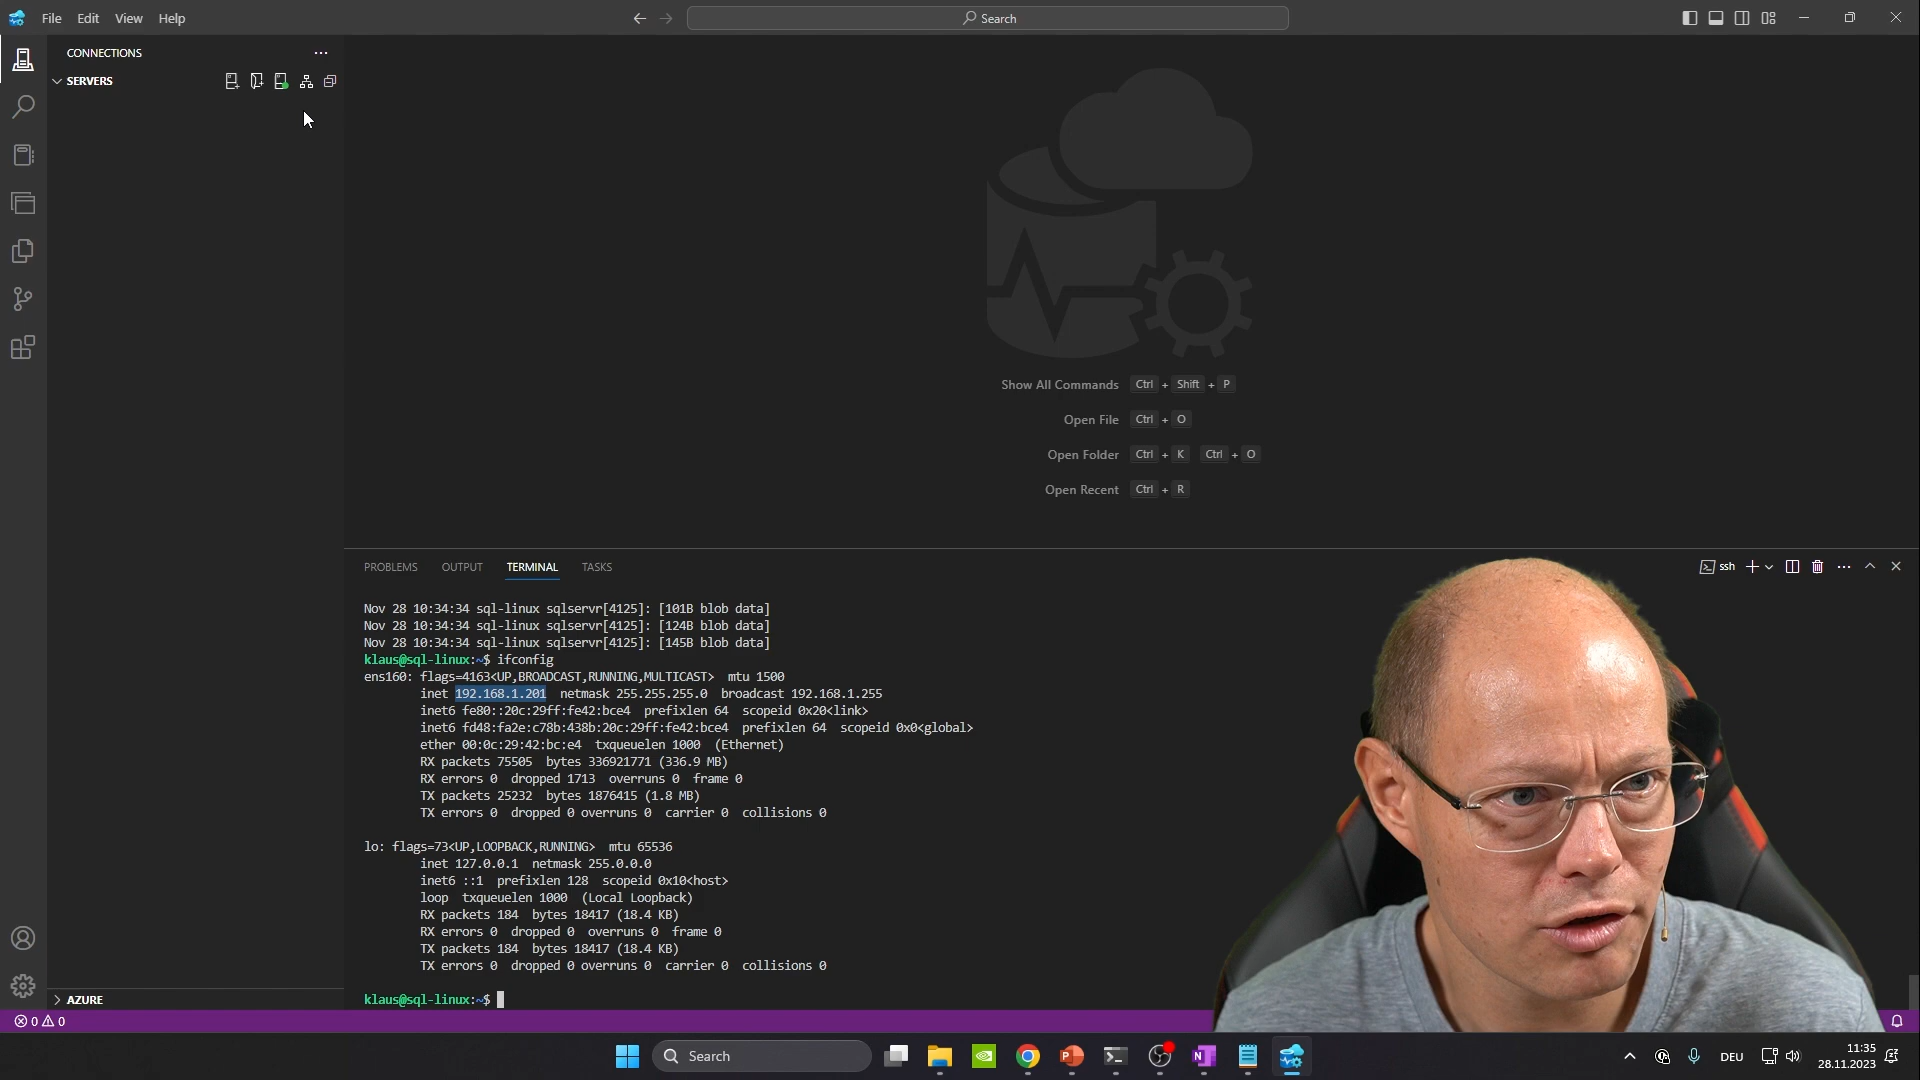 File Edit View Help
Search
CONNECTIONS
SERVERS
Show All Commands Ctrl + Shift + P
Open File Ctrl + O
Open Folder Ctrl + K Ctrl + O
Open Recent Ctrl + R
PROBLEMS OUTPUT TERMINAL TASKS
ssh
Nov 28 10:34:34 sql-linux sqlservr[4125]: [101B blob data]
Nov 28 10:34:34 sql-linux sqlservr[4125]: [124B blob data]
Nov 28 10:34:34 sql-linux sqlservr[4125]: [145B blob data]
klaus@sql-linux:~$ ifconfig
ens160: flags=4163<UP,BROADCAST,RUNNING,MULTICAST> mtu 1500
inet 192.168.1.201 netmask 255.255.255.0 broadcast 192.168.1.255
inet6 fe80::20c:29ff:fe42:bce4 prefixlen 64 scopeid 0x20<link>
inet6 fd48:fa2e:c78b:438b:20c:29ff:fe42:bce4 prefixlen 64 scopeid 0x0<global>
ether 00:0c:29:42:bc:e4 txqueuelen 1000 (Ethernet)
RX packets 75505 bytes 336921771 (336.9 MB)
RX errors 0 dropped 1713 overruns 0 frame 0
TX packets 25232 bytes 1876415 (1.8 MB)
TX errors 0 dropped 0 overruns 0 carrier 0 collisions 0
lo: flags=73<UP,LOOPBACK,RUNNING> mtu 65536
inet 127.0.0.1 netmask 255.0.0.0
inet6 ::1 prefixlen 128 scopeid 0x10<host>
loop txqueuelen 1000 (Local Loopback)
RX packets 184 bytes 18417 (18.4 KB)
RX errors 0 dropped 0 overruns 0 frame 0
TX packets 184 bytes 18417 (18.4 KB)
TX errors 0 dropped 0 overruns 0 carrier 0 collisions 0
klaus@sql-linux:~$
AZURE
0 0
Search
DEU
11:35
28.11.2023